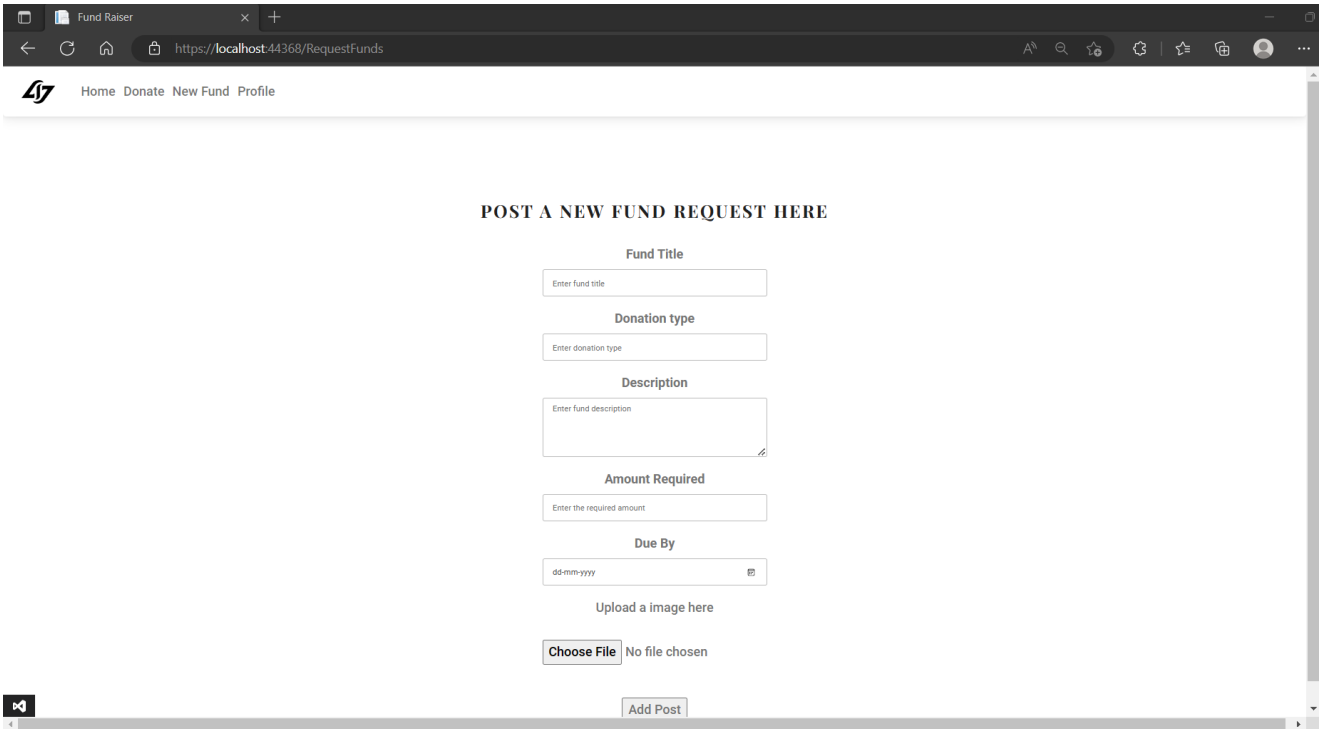 Fund Raiser
https://localhost:44368/RequestFunds
Home Donate New Fund Profile
POST A NEW FUND REQUEST HERE
Fund Title
Enter fund title
Donation type
Enter donation type
Description
Enter fund description
Amount Required
Enter the required amount
Due By
dd-mm-yyyy
Upload a image here
Choose File No file chosen
Add Post